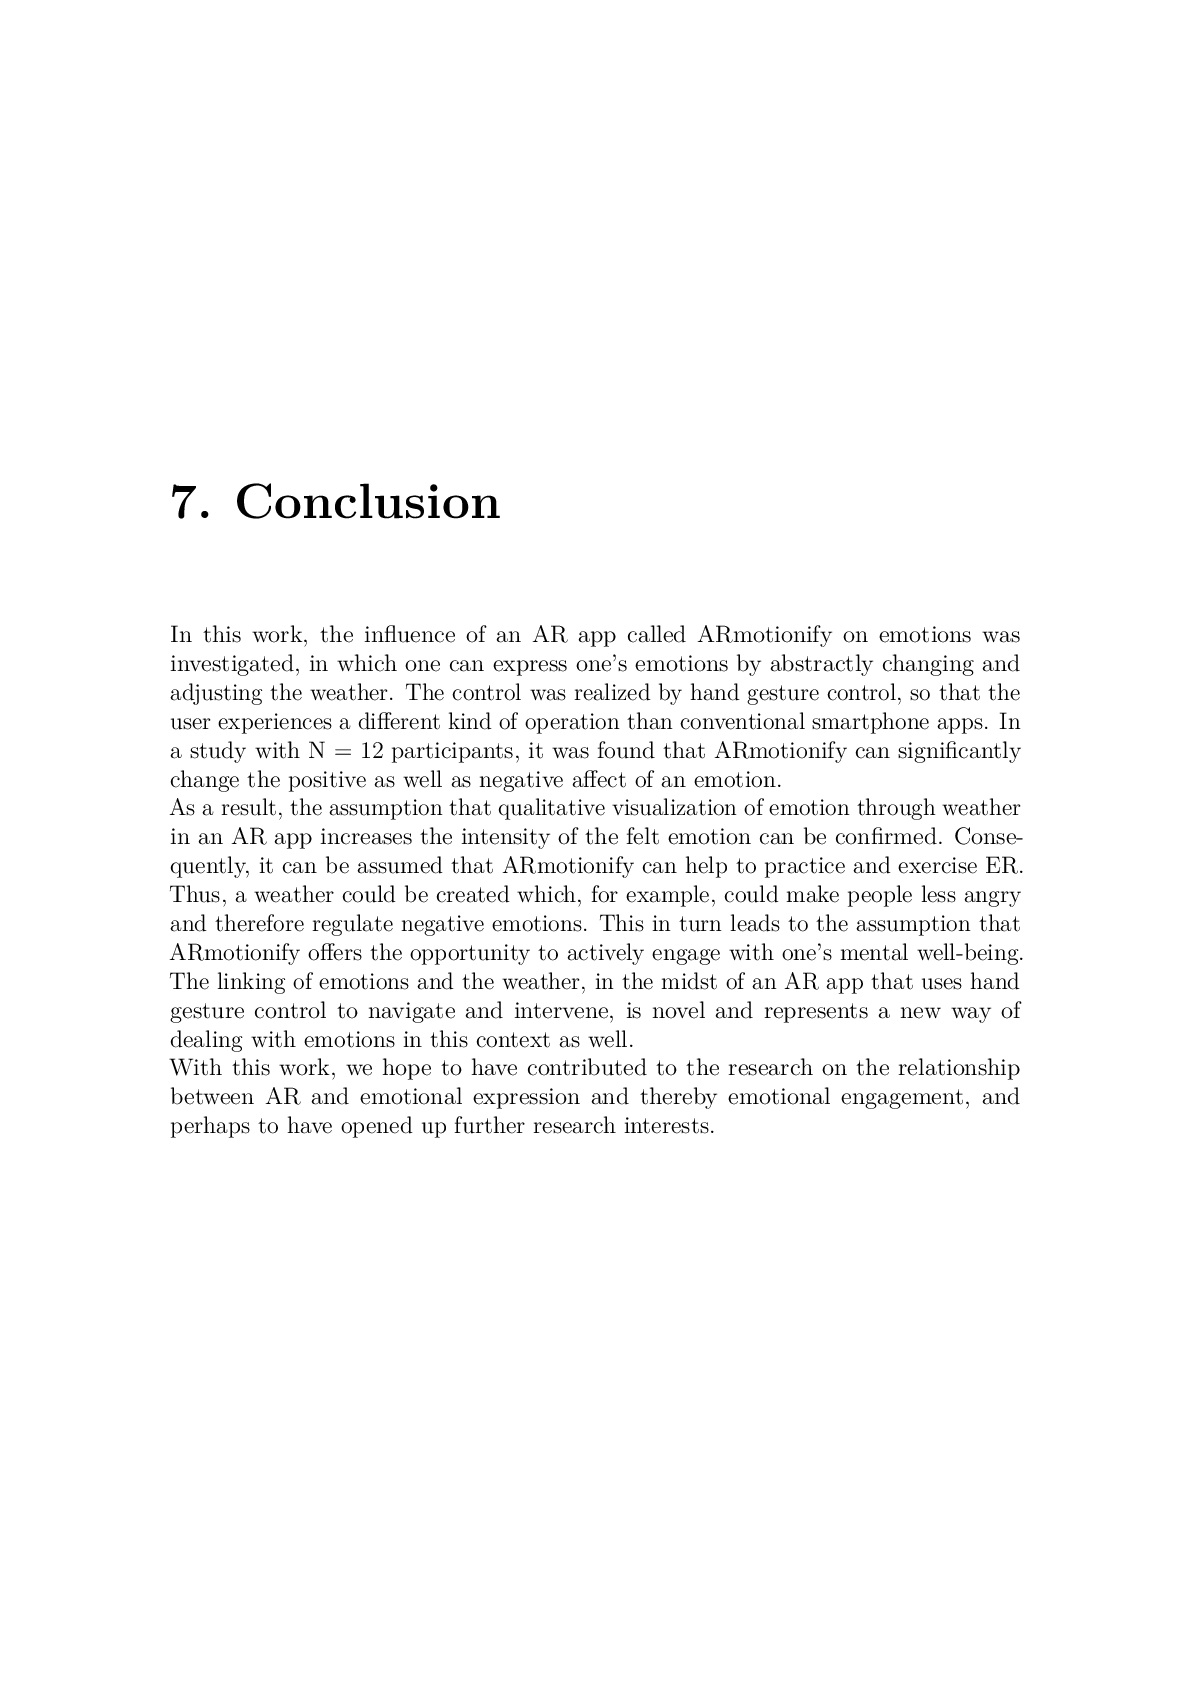 7. Conclusion
In this work, the influence of an AR app called ARmotionify on emotions was
investigated, in which one can express one's emotions by abstractly changing and
adjusting the weather. The control was realized by hand gesture control, so that the
user experiences a different kind of operation than conventional smartphone apps. In
a study with N = 12 participants, it was found that ARmotionify can significantly
change the positive as well as negative affect of an emotion.
As a result, the assumption that qualitative visualization of emotion through weather
in an AR app increases the intensity of the felt emotion can be confirmed. Conse-
quently, it can be assumed that ARmotionify can help to practice and exercise ER.
Thus, a weather could be created which, for example, could make people less angry
and therefore regulate negative emotions. This in turn leads to the assumption that
ARmotionify offers the opportunity to actively engage with one's mental well-being.
The linking of emotions and the weather, in the midst of an AR app that uses hand
gesture control to navigate and intervene, is novel and represents a new way of
dealing with emotions in this context as well.
With this work, we hope to have contributed to the research on the relationship
between AR and emotional expression and thereby emotional engagement, and
perhaps to have opened up further research interests.